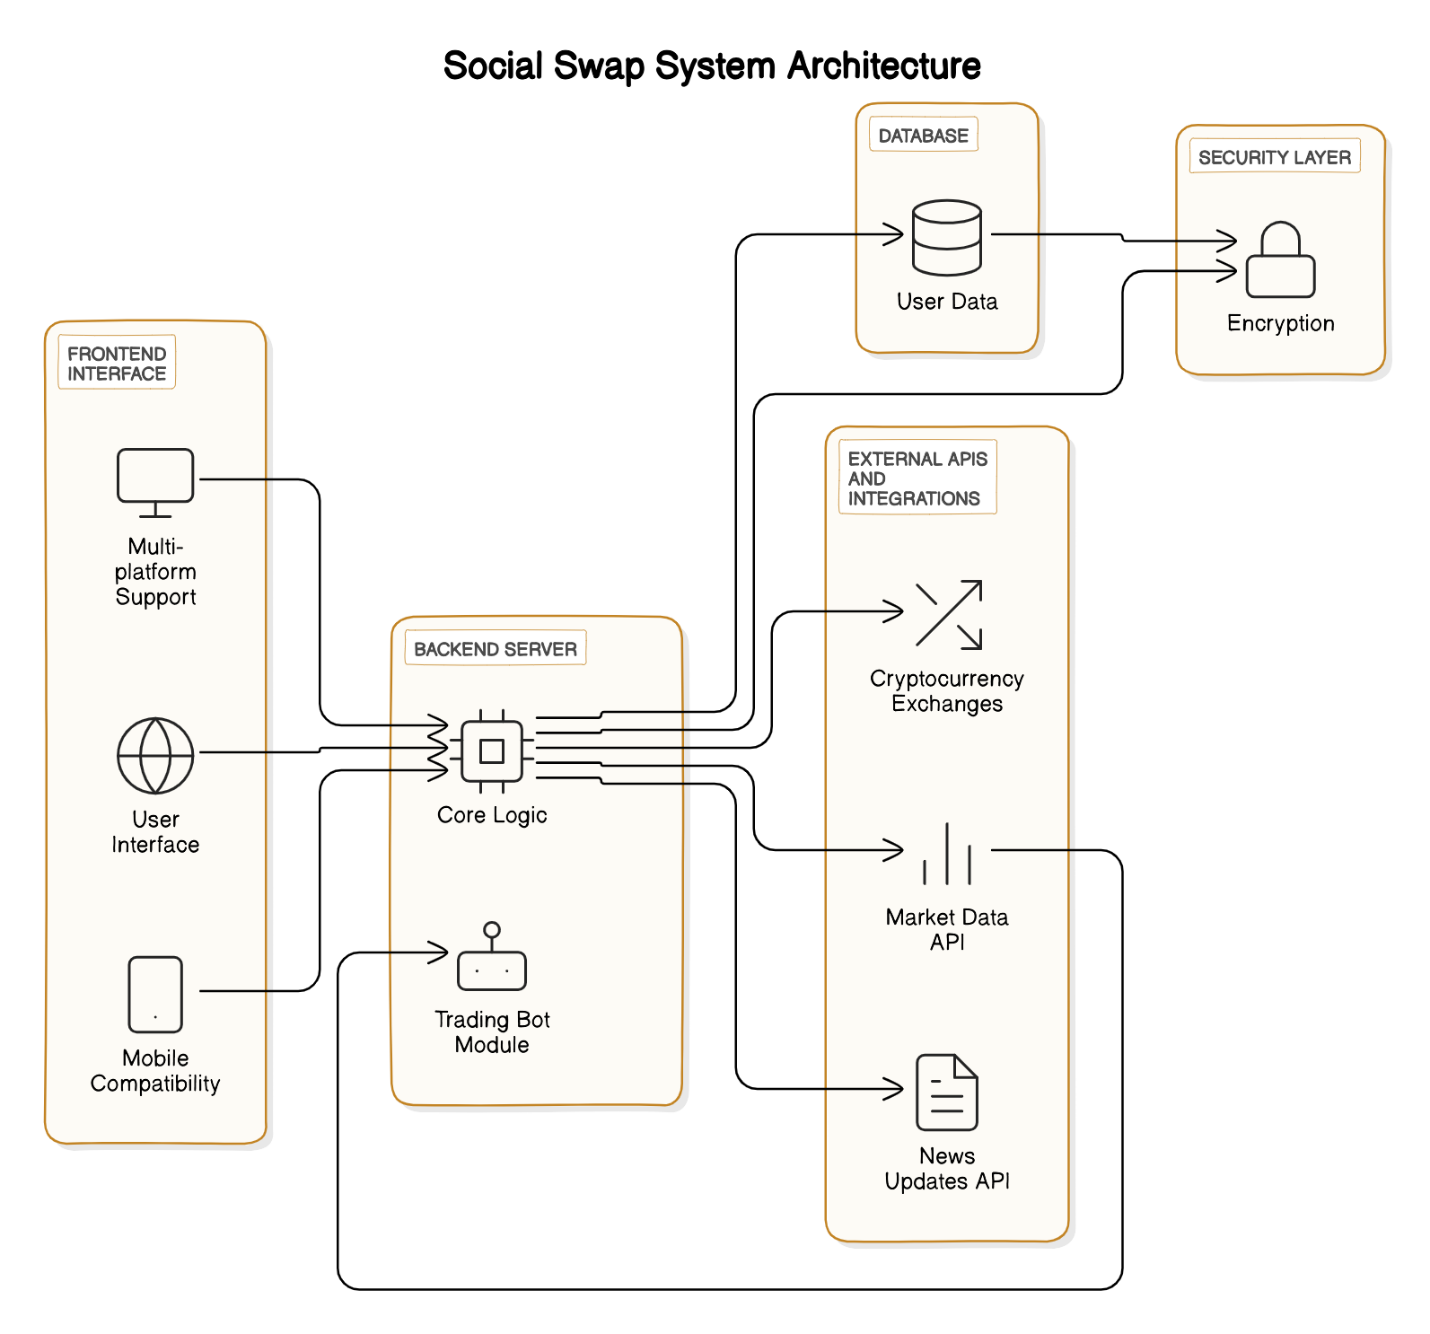 Social Swap System Architecture
DATABASE
User Data
SECURITY LAYER
Encryption
FRONTEND
INTERFACE
Multi-
platform
Support
User
Interface
Mobile
Compatibility
BACKEND SERVER
Core Logic
Trading Bot
Module
EXTERNAL APIS
AND
INTEGRATIONS
Cryptocurrency
Exchanges
Market Data
API
News
Updates API